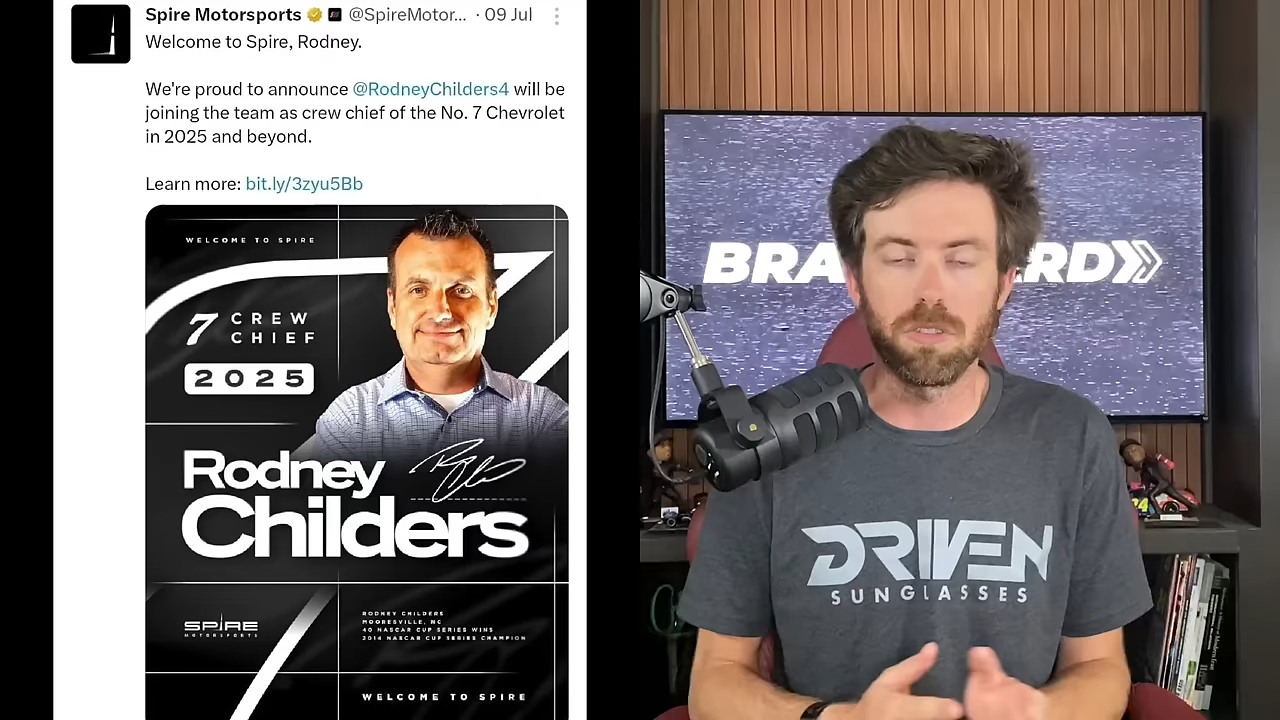 Spire Motorsports @SpireMotor... · 09 Jul
Welcome to Spire, Rodney.
We're proud to announce @RodneyChilders4 will be
joining the team as crew chief of the No. 7 Chevrolet
in 2025 and beyond.
Learn more: bit.ly/3zyu5Bb
WELCOME TO SPIRE
7 CREW
CHIEF
2025
Rodney
Childers
SPIRE
MOTORSPORTS
RODNEY CHILDERS
MOORESVILLE, NC
40 NASCAR CUP SERIES WINS
2014 NASCAR CUP SERIES CHAMPION
WELCOME TO SPIRE
BRA
ERD
DRIVEN
SUNGLASSES